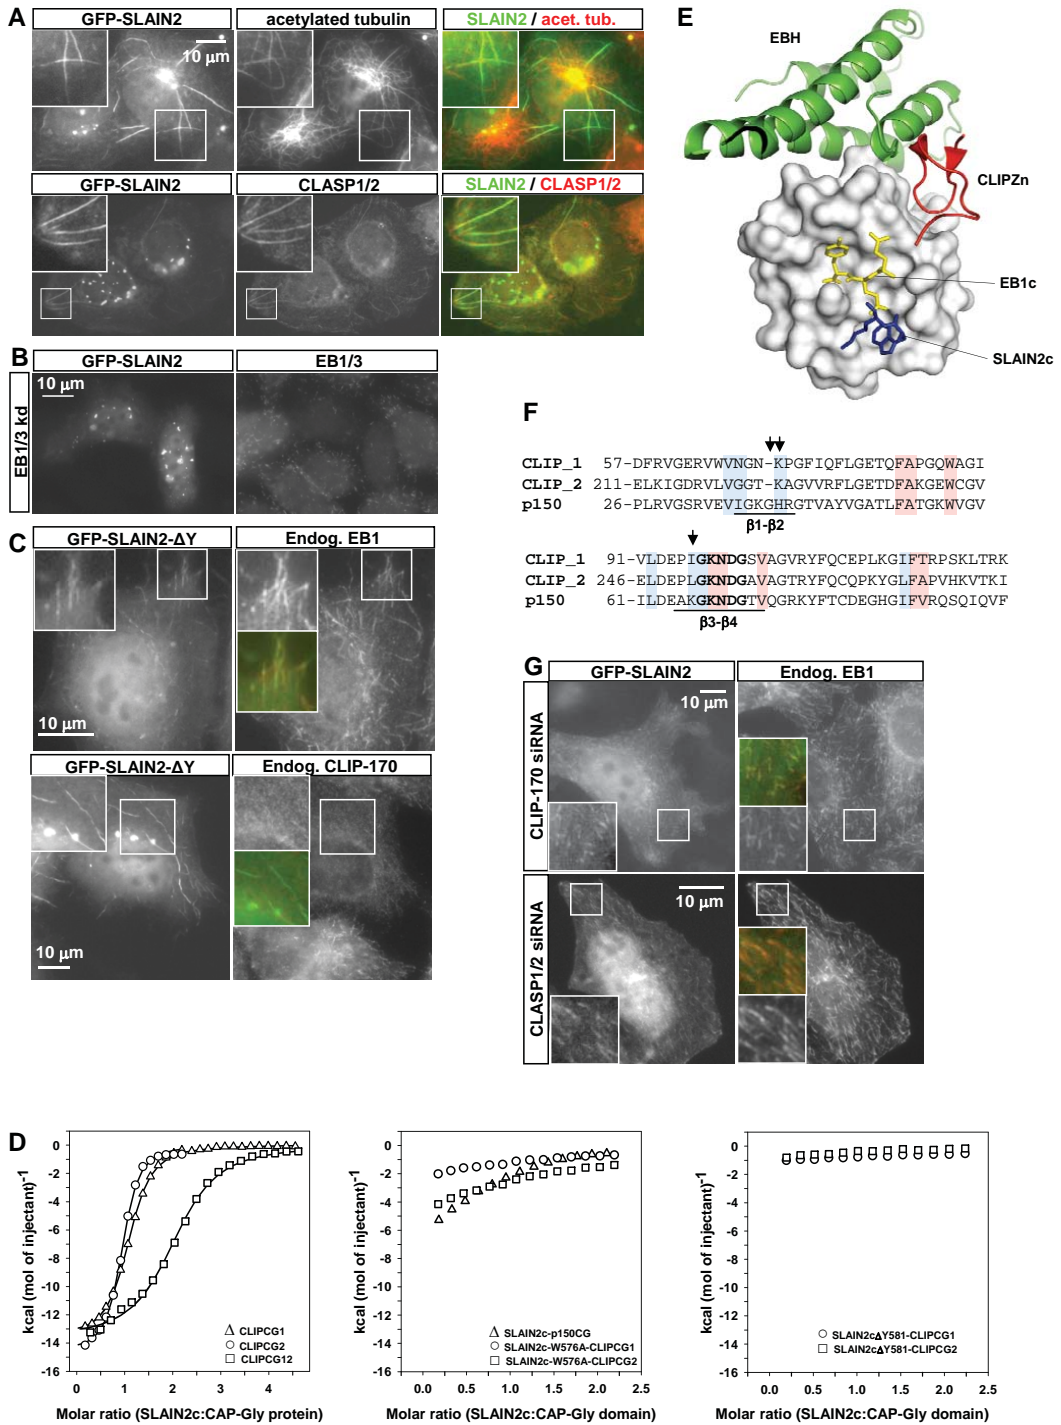 A
GFP-SLAIN2
acetylated tubulin
SLAIN2 / acet. tub.
10 μm
GFP-SLAIN2
CLASP1/2
SLAIN2 / CLASP1/2
B
GFP-SLAIN2
EB1/3
EB1/3 kd
10 μm
C
GFP-SLAIN2-ΔY
Endog. EB1
10 μm
GFP-SLAIN2-ΔY
Endog. CLIP-170
10 μm
E
EBH
CLIPZn
EB1c
SLAIN2c
F
CLIP_1 57-DFRVGERVWVNGN-KPGFIQFLGETQFAPGQWAGI
CLIP_2 211-ELKIGDRVLVGGT-KAGVVRFLGETDFAKGEWCGV
p150 26-PLRVGSRVEVIGKGHRGTVAYVGATLFATGKWVGV
β1-β2
CLIP_1 91-VLDEPIGKNDGSVAGVRYFQCEPLKGIFTRPSKLTRK
CLIP_2 246-ELDEPLGKNDGAVAGTRYFQCQPKYGLFAPVHKVTKI
p150 61-ILDEAKGKNDGTVQGRKYFTCDEGHGIFVRQSQIQVF
β3-β4
G
GFP-SLAIN2
Endog. EB1
CLIP-170 siRNA
10 μm
CLASP1/2 siRNA
10 μm
D
kcal (mol of injectant)-1
0
-2
-4
-6
-8
-10
-12
-14
-16
CLIPCG1
CLIPCG2
CLIPCG12
0 1 2 3 4
Molar ratio (SLAIN2c:CAP-Gly protein)
kcal (mol of injectant)-1
0
-2
-4
-6
-8
-10
-12
-14
-16
SLAIN2c-p150CG
SLAIN2c-W576A-CLIPCG1
SLAIN2c-W576A-CLIPCG2
0.0 0.5 1.0 1.5 2.0 2.5
Molar ratio (SLAIN2c:CAP-Gly domain)
kcal (mol of injectant)-1
0
-2
-4
-6
-8
-10
-12
-14
-16
SLAIN2cΔY581-CLIPCG1
SLAIN2cΔY581-CLIPCG2
0.0 0.5 1.0 1.5 2.0 2.5
Molar ratio (SLAIN2c:CAP-Gly domain)